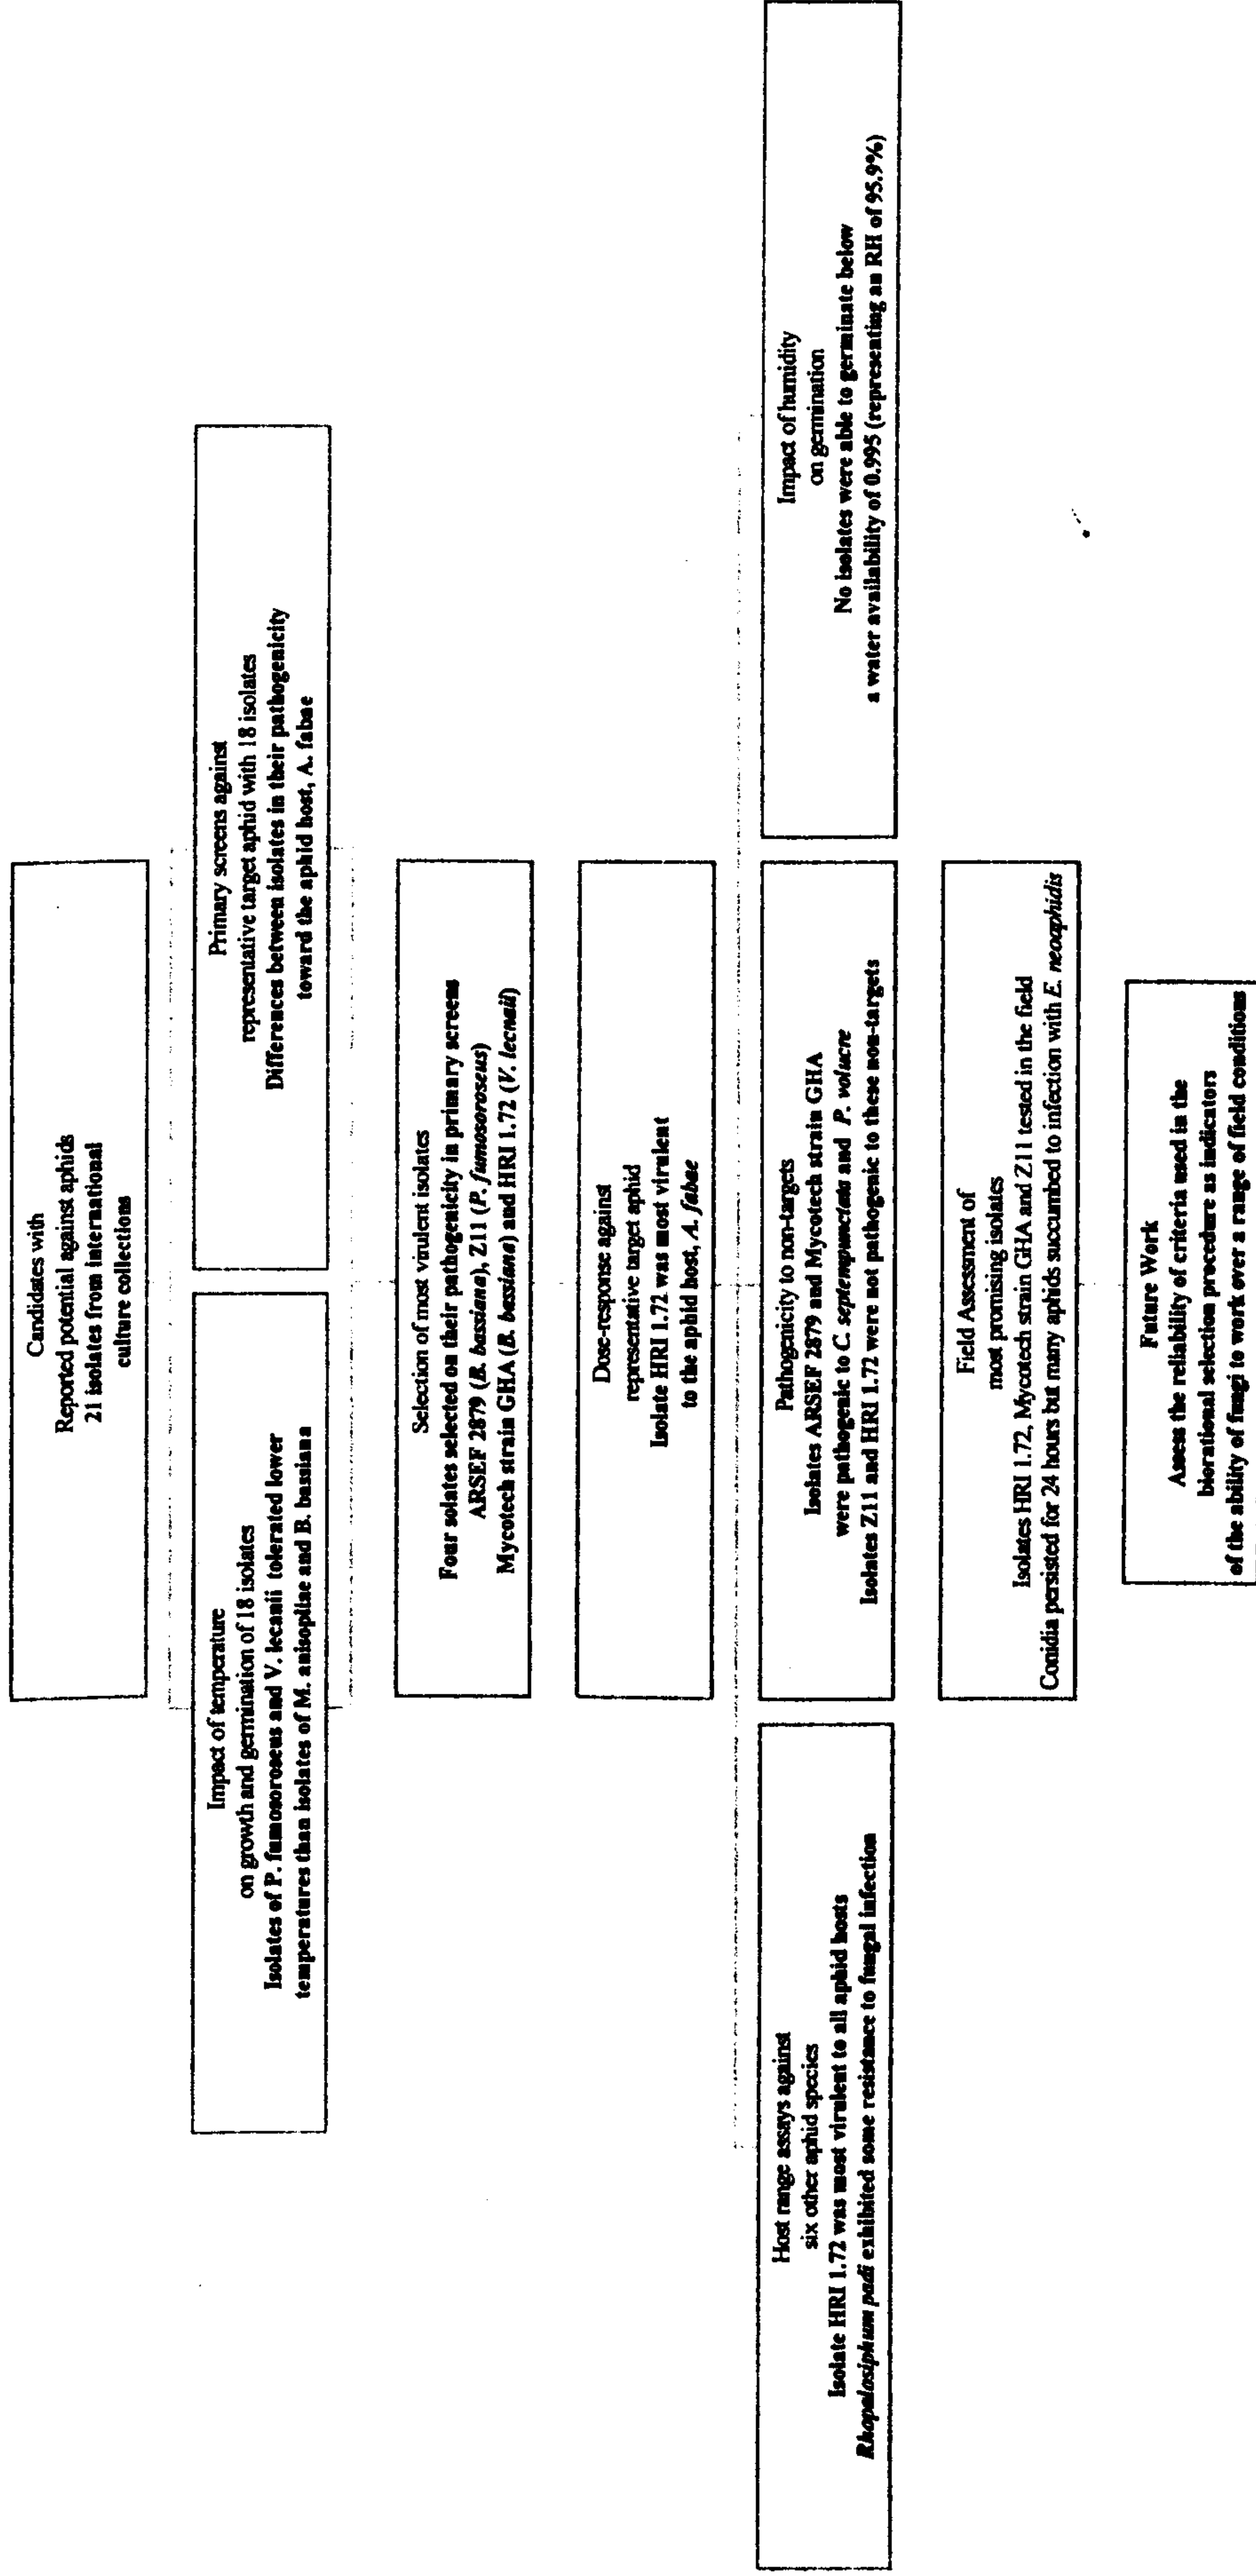 Candidates with
Reported potential against aphids
21 isolates from international
culture collections
Impact of temperature
on growth and germination of 18 isolates
Isolates of P. fumosoroseus and V. lecanii tolerated lower
temperatures than isolates of M. anisopliae and B. bassiana
Primary screens against
representative target aphid with 18 isolates
Differences between isolates in their pathogenicity
toward the aphid host, A. fabae
Selection of most virulent isolates
Four solates selected on their pathogenicity in primary screens
ARSEF 2879 (B. bassiana), Z11 (P. fumosoroseus)
Mycotech strain GHA (B. bassiana) and HRI 1.72 (V. lecnaii)
Dose-response against
representative target aphid
Isolate HRI 1.72 was most virulent
to the aphid host, A. fabae
Host range assays against
six other aphid species
Isolate HRI 1.72 was most virulent to all aphid hosts
Rhopalosiphum padi exhibited some resistance to fungal infection
Pathogenicity to non-targets
Isolates ARSEF 2879 and Mycotech strain GHA
were pathogenic to C. septempunctata and P. volucre
Isolates Z11 and HRI 1.72 were not pathogenic to these non-targets
Impact of humidity
on germination
No isolates were able to germinate below
a water availability of 0.995 (representing an RH of 95.9%)
Field Assessment of
most promising isolates
Isolates HRI 1.72, Mycotech strain GHA and Z11 tested in the field
Conidia persisted for 24 hours but many aphids succumbed to infection with E. neoaphidis
Future Work
Assess the reliability of criteria used in the
biorational selection procedure as indicators
of the ability of fungi to work over a range of field conditions